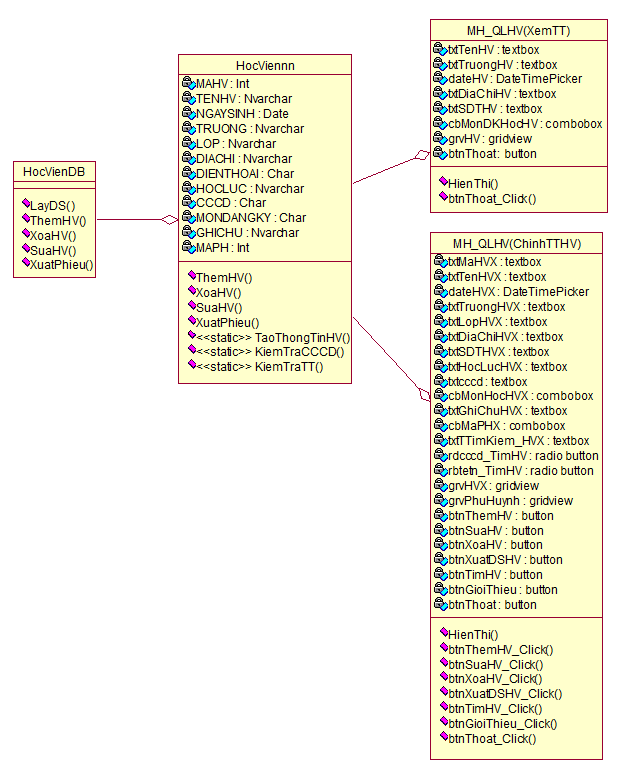 HocVienDB
LayDS()
ThemHV()
XoaHV()
SuaHV()
XuatPhieu()
HocViennn
MAHV : Int
TENHV : Nvarchar
NGAYSINH : Date
TRUONG : Nvarchar
LOP : Nvarchar
DIACHI : Nvarchar
DIENTHOAI : Char
HOCLUC : Nvarchar
CCCD : Char
MONDANGKY : Char
GHICHU : Nvarchar
MAPH : Int
ThemHV()
XoaHV()
SuaHV()
XuatPhieu()
<<static>> TaoThongTinHV()
<<static>> KiemTraCCCD()
<<static>> KiemTraTT()
MH_QLHV(XemTT)
txtTenHV : textbox
txtTruongHV : textbox
dateHV : DateTimePicker
txtDiaChiHV : textbox
txtSDTHV : textbox
cbMonDKHocHV : combobox
grvHV : gridview
btnThoat : button
HienThi()
btnThoat_Click()
MH_QLHV(ChinhTTHV)
txtMaHVX : textbox
txtTenHVX : textbox
dateHVX : DateTimePicker
txtTruongHVX : textbox
txtLopHVX : textbox
txtDiaChiHVX : textbox
txtSDTHVX : textbox
txtHocLucHVX : textbox
txtcccd : textbox
cbMonHocHVX : combobox
txtGhiChuHVX : textbox
cbMaPHX : combobox
txtTTimKiem_HVX : textbox
rdcccd_TimHV : radio button
rbtetn_TimHV : radio button
grvHVX : gridview
grvPhuHuynh : gridview
btnThemHV : button
btnSuaHV : button
btnXoaHV : button
btnXuatDSHV : button
btnTimHV : button
btnGioiThieu : button
btnThoat : button
HienThi()
btnThemHV_Click()
btnSuaHV_Click()
btnXoaHV_Click()
btnXuatDSHV_Click()
btnTimHV_Click()
btnGioiThieu_Click()
btnThoat_Click()